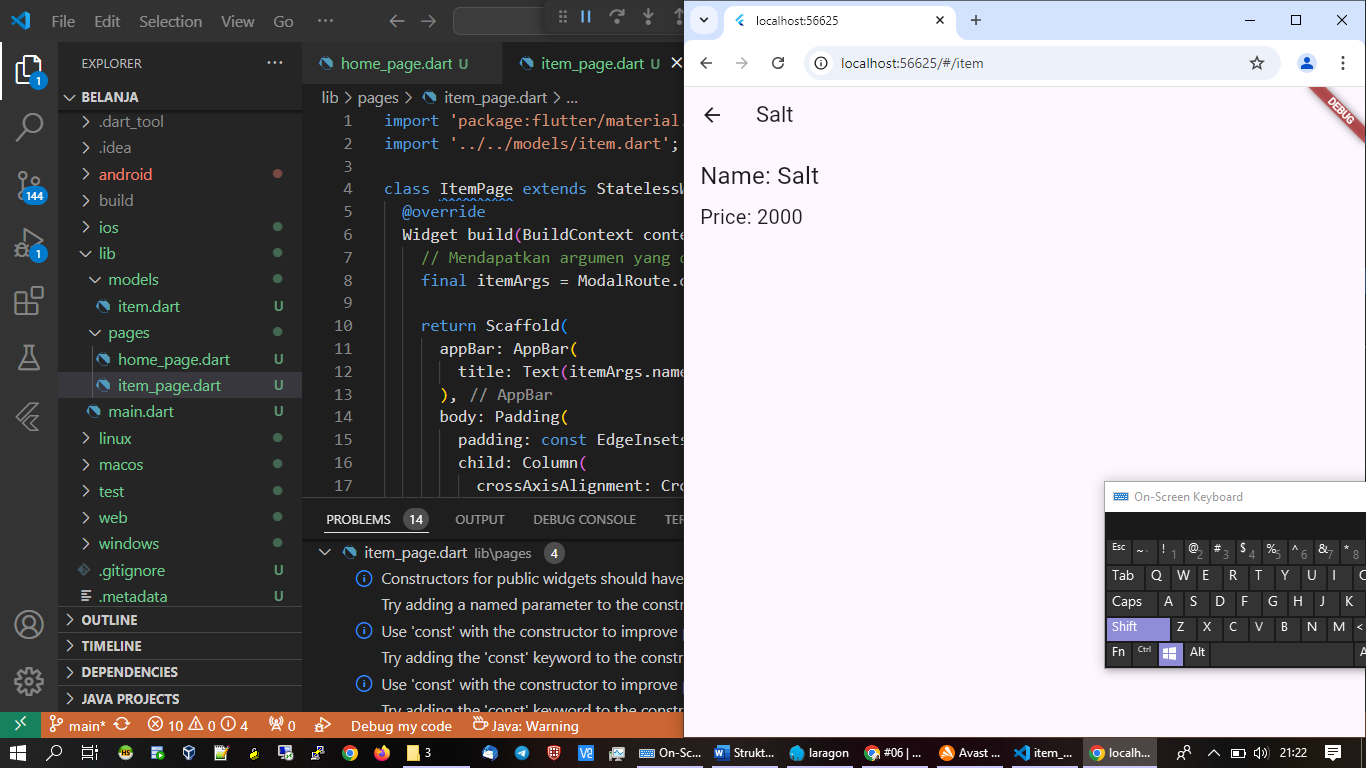 File Edit Selection View Go ···
EXPLORER ···
BELANJA
.dart_tool
.idea
android
build
ios
lib
models
item.dart U
pages
home_page.dart U
item_page.dart U
main.dart U
linux
macos
test
web
windows
.gitignore U
.metadata U
OUTLINE
TIMELINE
DEPENDENCIES
JAVA PROJECTS
1
144
1
home_page.dart U
item_page.dart U
lib > pages > item_page.dart > ...
1 import 'package:flutter/material.
2 import '../../models/item.dart';
3
4 class ItemPage extends StatelessW
5 @override
6 Widget build(BuildContext conte
7 // Mendapatkan argumen yang d
8 final itemArgs = ModalRoute.o
9
10 return Scaffold(
11 appBar: AppBar(
12 title: Text(itemArgs.name
13 ), // AppBar
14 body: Padding(
15 padding: const EdgeInsets
16 child: Column(
17 crossAxisAlignment: Cro
PROBLEMS 14 OUTPUT DEBUG CONSOLE TER
item_page.dart lib\pages 4
Constructors for public widgets should have
Try adding a named parameter to the constr
Use 'const' with the constructor to improve p
Try adding the 'const' keyword to the constr
Use 'const' with the constructor to improve p
Try adding the 'const' keyword to the constr
main* 10 0 4 0 Debug my code Java: Warning
localhost:56625
localhost:56625/#/item
DEBUG
Salt
Name: Salt
Price: 2000
On-Screen Keyboard
Esc ~ ` ! 1 @ 2 # 3 $ 4 % 5 ^ 6 & 7 * 8
Tab Q W E R T Y U I O
Caps A S D F G H J K
Shift Z X C V B N M <
Fn Ctrl Alt A
3 On-Sc... Strukt... laragon #06 | ... Avast ... item_... localh... 21:22